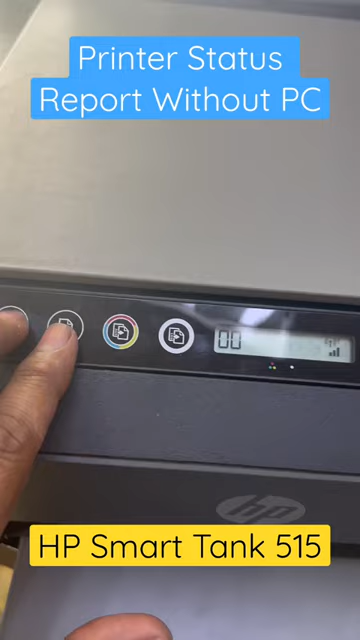 Printer Status
Report Without PC
00
hp
HP Smart Tank 515